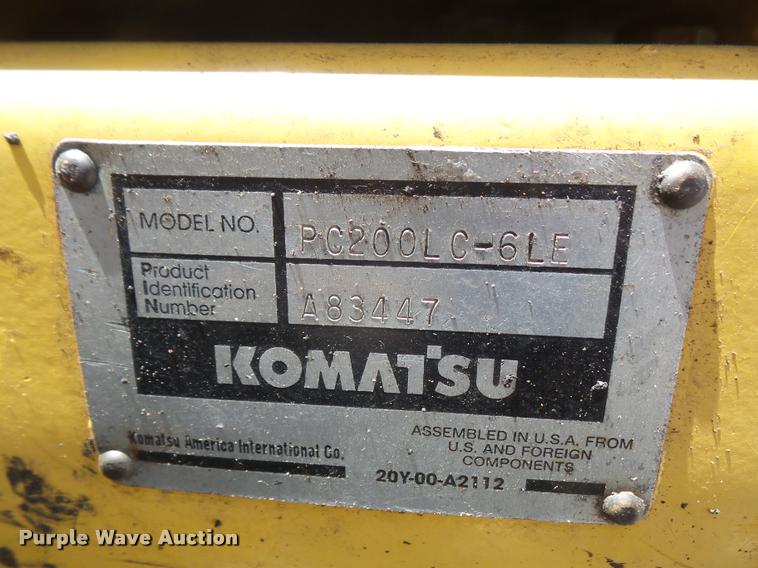 MODEL NO. PC200LC-6LE
Product
Identification
Number A83447
KOMATSU
Komatsu America International Co.
ASSEMBLED IN U.S.A. FROM
U.S. AND FOREIGN
COMPONENTS
20Y-00-A2112
Purple Wave Auction